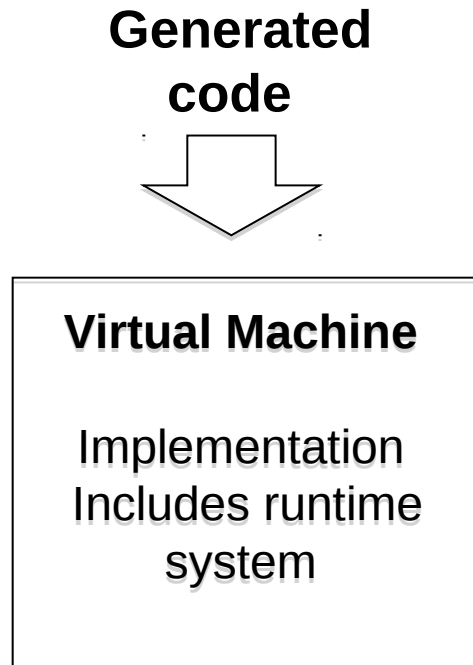 Generated
code
Virtual Machine
Implementation
Includes runtime
system